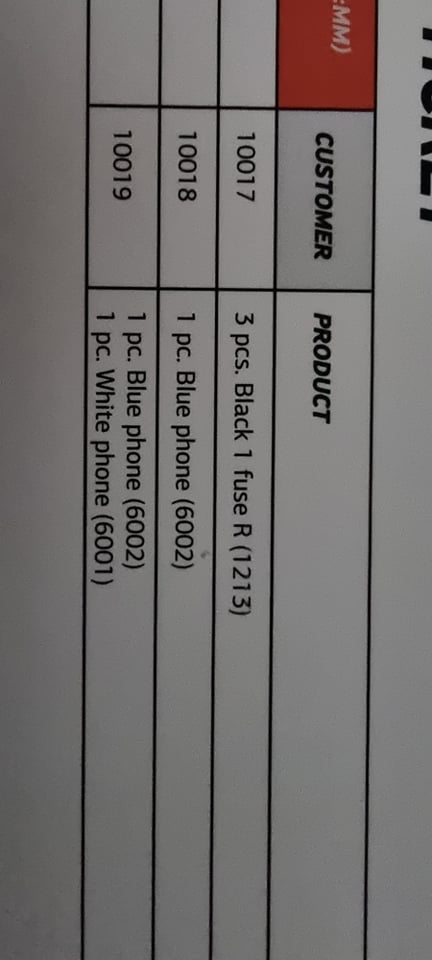 TICKET
:MM)
CUSTOMER
PRODUCT
10017
3 pcs. Black 1 fuse R (1213)
10018
1 pc. Blue phone (6002)
10019
1 pc. Blue phone (6002)
1 pc. White phone (6001)